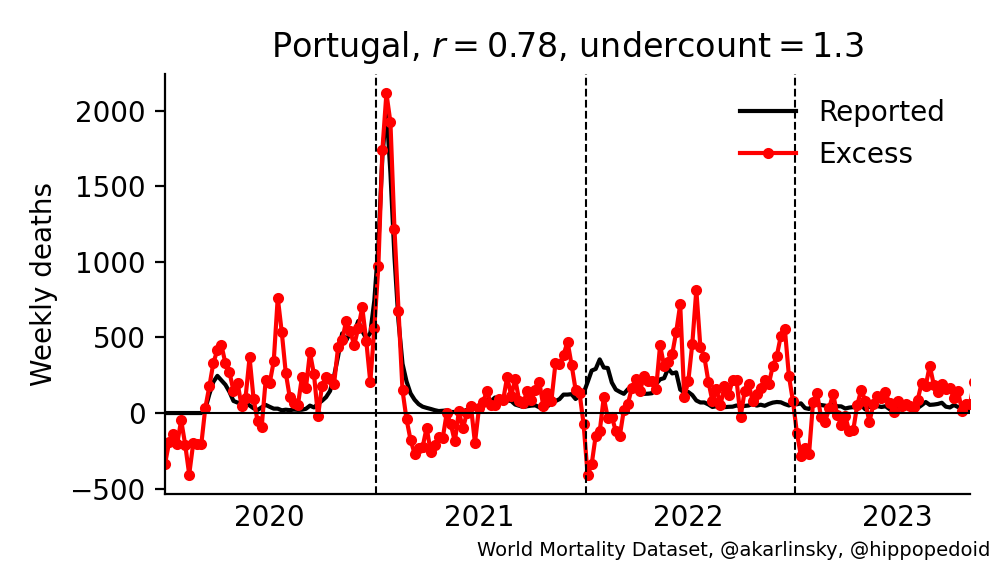 Portugal, r = 0.78, undercount = 1.3
Reported
Excess
Weekly deaths
2000
1500
1000
500
0
−500
2020 2021 2022 2023
World Mortality Dataset, @akarlinsky, @hippopedoid